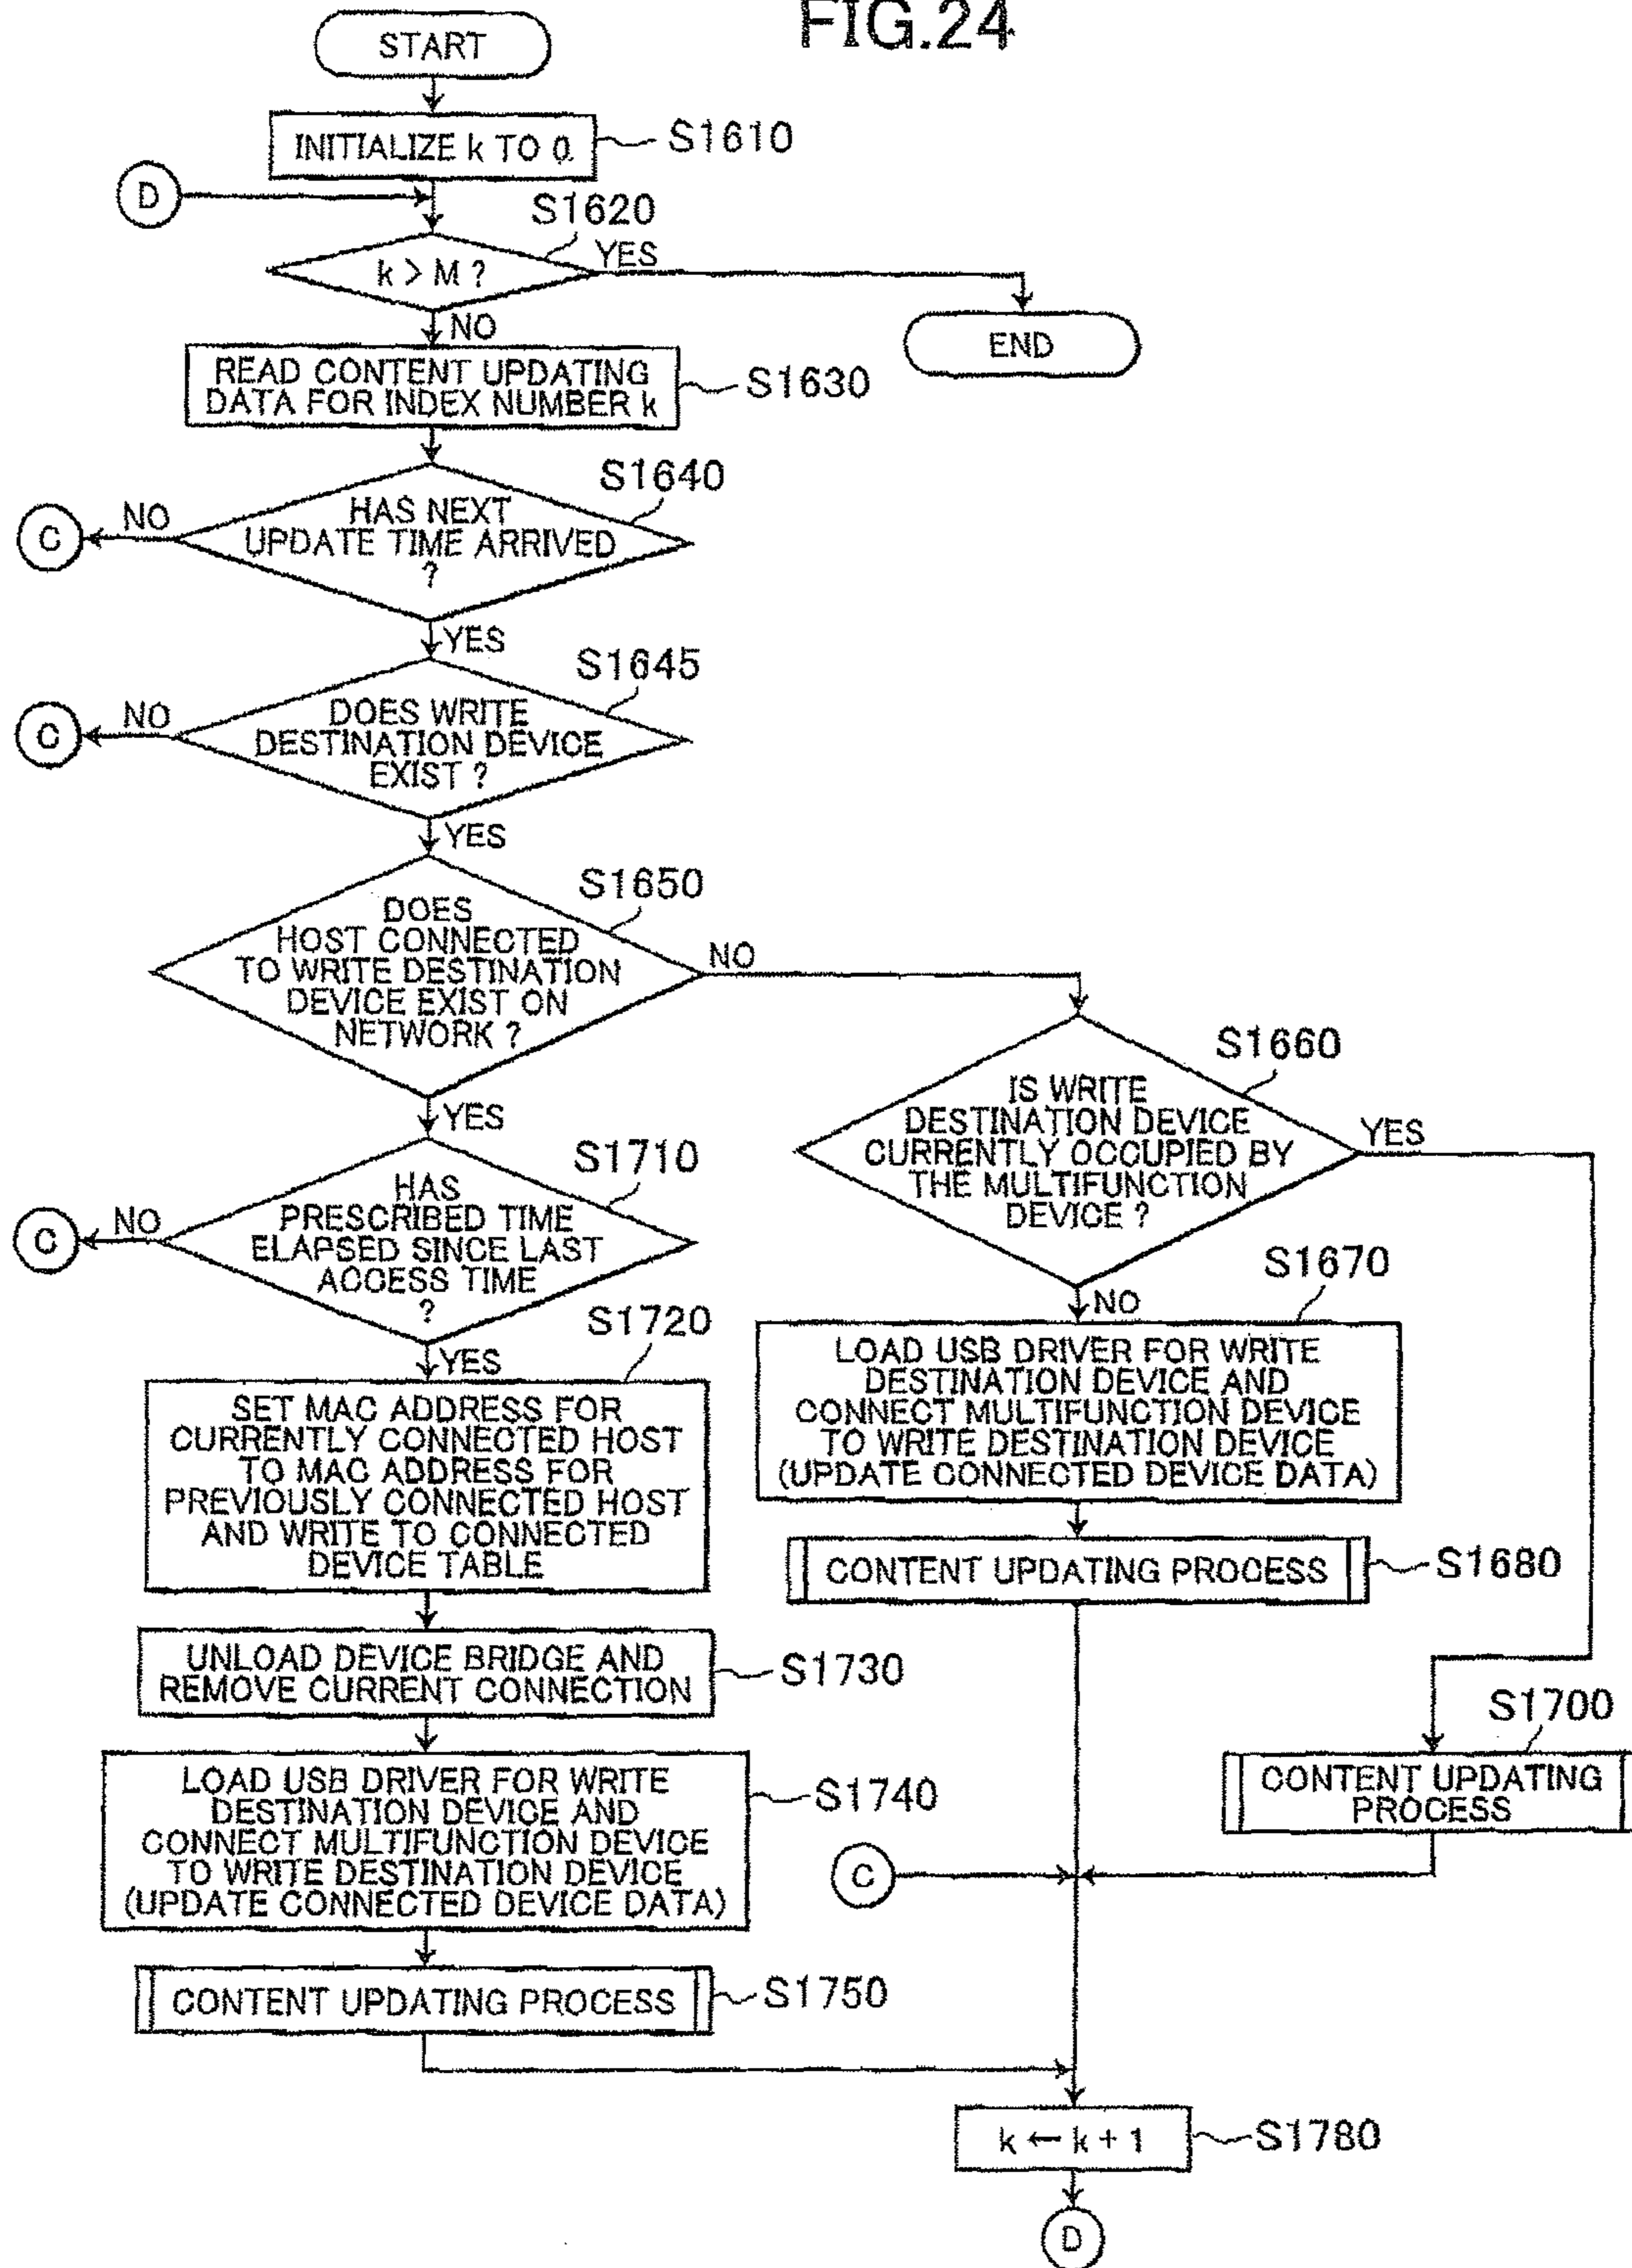 FIG.24
START
INITIALIZE k TO 0
S1610
D
S1620
k > M ?
YES
NO
END
READ CONTENT UPDATING
DATA FOR INDEX NUMBER k
S1630
S1640
HAS NEXT
UPDATE TIME ARRIVED
?
NO
C
YES
S1645
DOES WRITE
DESTINATION DEVICE
EXIST ?
NO
C
YES
S1650
DOES
HOST CONNECTED
TO WRITE DESTINATION
DEVICE EXIST ON
NETWORK ?
NO
YES
S1660
IS WRITE
DESTINATION DEVICE
CURRENTLY OCCUPIED BY
THE MULTIFUNCTION
DEVICE ?
YES
NO
S1710
HAS
PRESCRIBED TIME
ELAPSED SINCE LAST
ACCESS TIME
?
NO
C
YES
S1720
SET MAC ADDRESS FOR
CURRENTLY CONNECTED HOST
TO MAC ADDRESS FOR
PREVIOUSLY CONNECTED HOST
AND WRITE TO CONNECTED
DEVICE TABLE
S1670
LOAD USB DRIVER FOR WRITE
DESTINATION DEVICE AND
CONNECT MULTIFUNCTION DEVICE
TO WRITE DESTINATION DEVICE
(UPDATE CONNECTED DEVICE DATA)
CONTENT UPDATING PROCESS
S1680
UNLOAD DEVICE BRIDGE AND
REMOVE CURRENT CONNECTION
S1730
S1700
CONTENT UPDATING
PROCESS
LOAD USB DRIVER FOR WRITE
DESTINATION DEVICE AND
CONNECT MULTIFUNCTION DEVICE
TO WRITE DESTINATION DEVICE
(UPDATE CONNECTED DEVICE DATA)
S1740
C
CONTENT UPDATING PROCESS
S1750
k ← k + 1
S1780
D